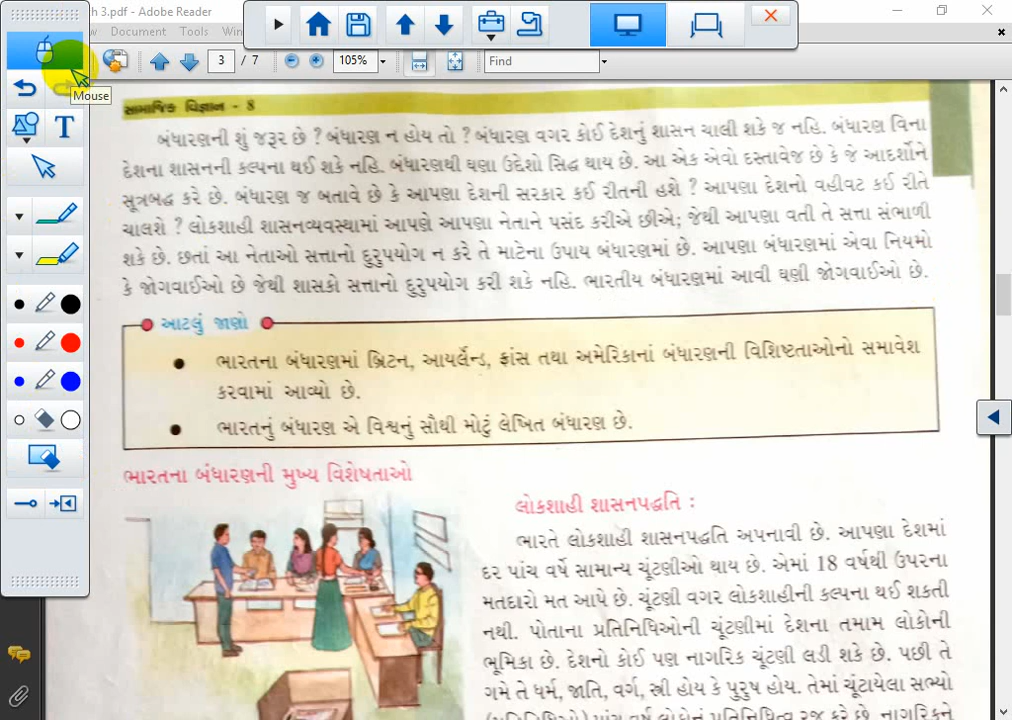 h 3.pdf - Adobe Reader
w Document Tools Win
3 / 7 105% Find
Mouse
T
સામાજિક વિજ્ઞાન - 8
બંધારણની શું જરૂર છે ? બંધારણ ન હોય તો ? બંધારણ વગર કોઈ દેશનું શાસન ચાલી શકે જ નહિ. બંધારણ વિના
દેશના શાસનની કલ્પના થઈ શકે નહિ. બંધારણથી ઘણા ઉદ્દેશો સિદ્ધ થાય છે. આ એક એવો દસ્તાવેજ છે કે જે આદર્શોને
સૂત્રબદ્ધ કરે છે. બંધારણ જ બતાવે છે કે આપણા દેશની સરકાર કઈ રીતની હશે ? આપણા દેશનો વહીવટ કઈ રીતે
ચાલશે ? લોકશાહી શાસનવ્યવસ્થામાં આપણે આપણા નેતાને પસંદ કરીએ છીએ; જેથી આપણા વતી તે સત્તા સંભાળી
શકે છે. છતાં આ નેતાઓ સત્તાનો દુરુપયોગ ન કરે તે માટેના ઉપાય બંધારણમાં છે. આપણા બંધારણમાં એવા નિયમો
કે જોગવાઈઓ છે જેથી શાસકો સત્તાનો દુરુપયોગ કરી શકે નહિ. ભારતીય બંધારણમાં આવી ઘણી જોગવાઈઓ છે.
આટલું જાણો
● ભારતના બંધારણમાં બ્રિટન, આયર્લેન્ડ, ફ્રાંસ તથા અમેરિકાનાં બંધારણની વિશિષ્ટતાઓનો સમાવેશ
કરવામાં આવ્યો છે.
● ભારતનું બંધારણ એ વિશ્વનું સૌથી મોટું લેખિત બંધારણ છે.
ભારતના બંધારણની મુખ્ય વિશેષતાઓ
લોકશાહી શાસનપદ્ધતિ :
ભારતે લોકશાહી શાસનપદ્ધતિ અપનાવી છે. આપણા દેશમાં
દર પાંચ વર્ષે સામાન્ય ચૂંટણીઓ થાય છે. એમાં 18 વર્ષથી ઉપરના
મતદારો મત આપે છે. ચૂંટણી વગર લોકશાહીની કલ્પના થઈ શકતી
નથી. પોતાના પ્રતિનિધિઓની ચૂંટણીમાં દેશના તમામ લોકોની
ભૂમિકા છે. દેશનો કોઈ પણ નાગરિક ચૂંટણી લડી શકે છે. પછી તે
ગમે તે ધર્મ, જાતિ, વર્ગ, સ્ત્રી હોય કે પુરુષ હોય. તેમાં ચૂંટાયેલા સભ્યો